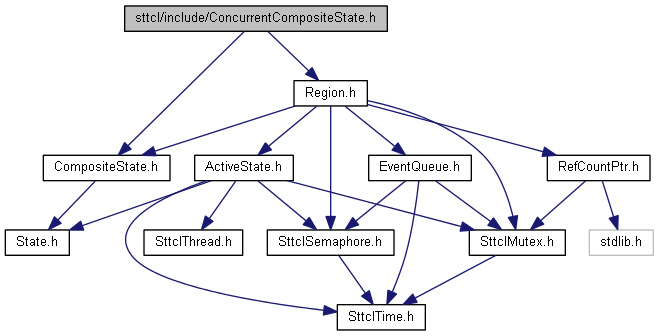 sttcl/include/ConcurrentCompositeState.h
Region.h
CompositeState.h
ActiveState.h
EventQueue.h
RefCountPtr.h
State.h
SttclThread.h
SttclSemaphore.h
SttclMutex.h
stdlib.h
SttclTime.h